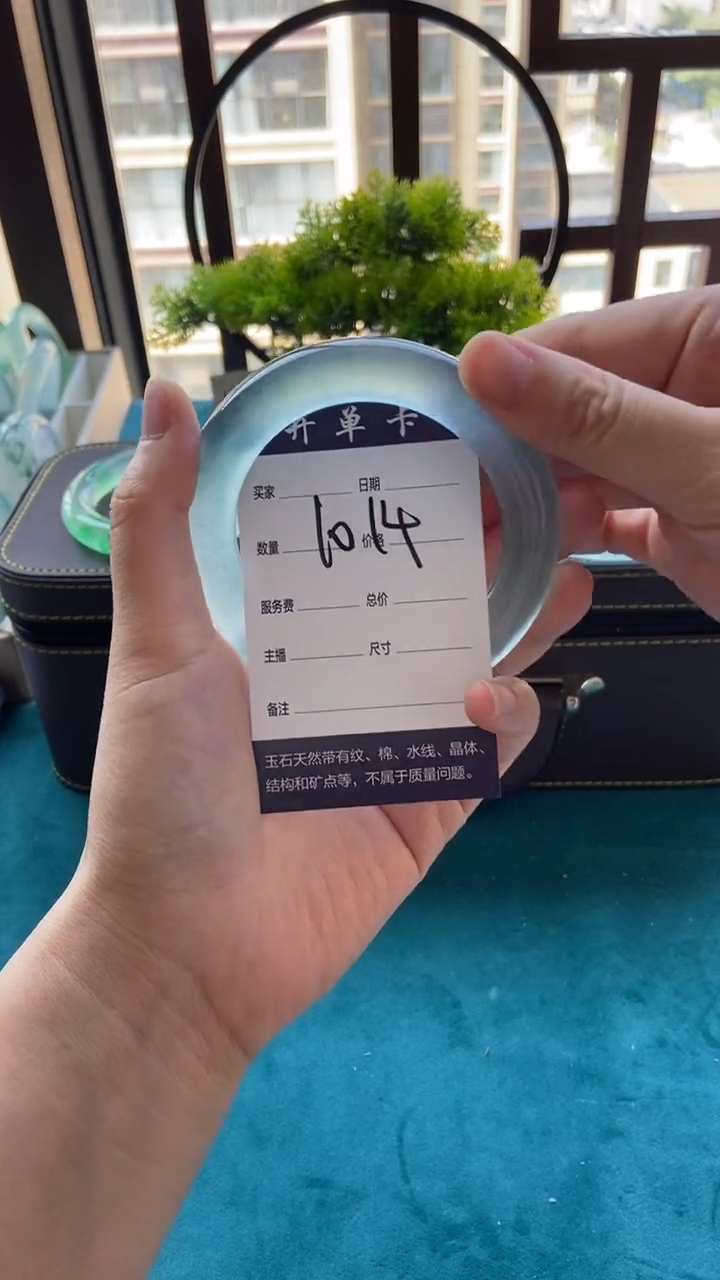 开单卡
买家 日期
1014
数量 价格
服务费 总价
主播 尺寸
备注
玉石天然带有纹、棉、水线、晶体、
结构和矿点等，不属于质量问题。